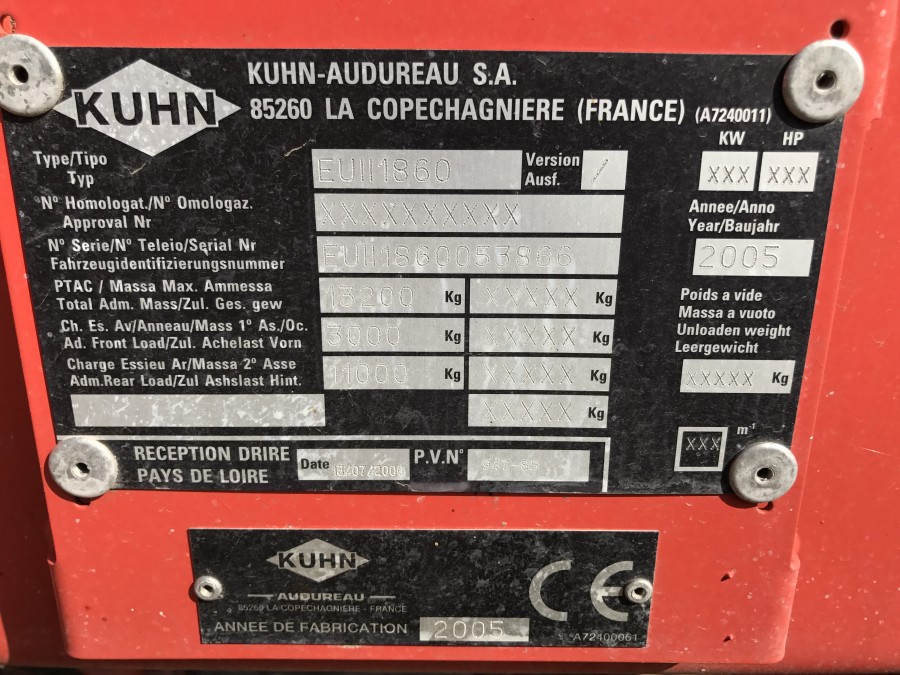 KUHN
KUHN-AUDUREAU S.A.
85260 LA COPECHAGNIERE (FRANCE) (A7240011)
Type/Tipo
Typ
EUII1860
Version
Ausf.
/
KW HP
XXX XXX
N° Homologat./N° Omologaz.
Approval Nr
XXXXXXXXXX
Annee/Anno
Year/Baujahr
2005
N° Serie/N° Teleio/Serial Nr
Fahrzeugidentifizierungsnummer
EUII1860053866
PTAC / Massa Max. Ammessa
Total Adm. Mass/Zul. Ges. gew
13200 Kg XXXXX Kg
Ch. Es. Av/Anneau/Mass 1° As./Oc.
Ad. Front Load/Zul. Achelast Vorn
3000 Kg XXXXX Kg
Charge Essieu Ar/Massa 2° Asse
Adm.Rear Load/Zul Ashslast Hint.
11000 Kg XXXXX Kg
XXXXX Kg
Poids a vide
Massa a vuoto
Unloaden weight
Leergewicht
XXXXX Kg
XXX m-1
RECEPTION DRIRE
PAYS DE LOIRE
Date
P.V.N°
KUHN
AUDUREAU
85260 LA COPECHAGNIERE - FRANCE
ANNEE DE FABRICATION 2005
CE
A72400061